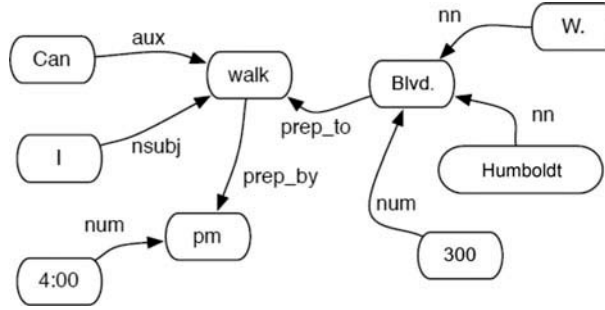 nn
W.
Can
aux
walk
Blvd.
prep_to
nn
I
nsubj
Humboldt
prep_by
num
pm
num
300
4:00